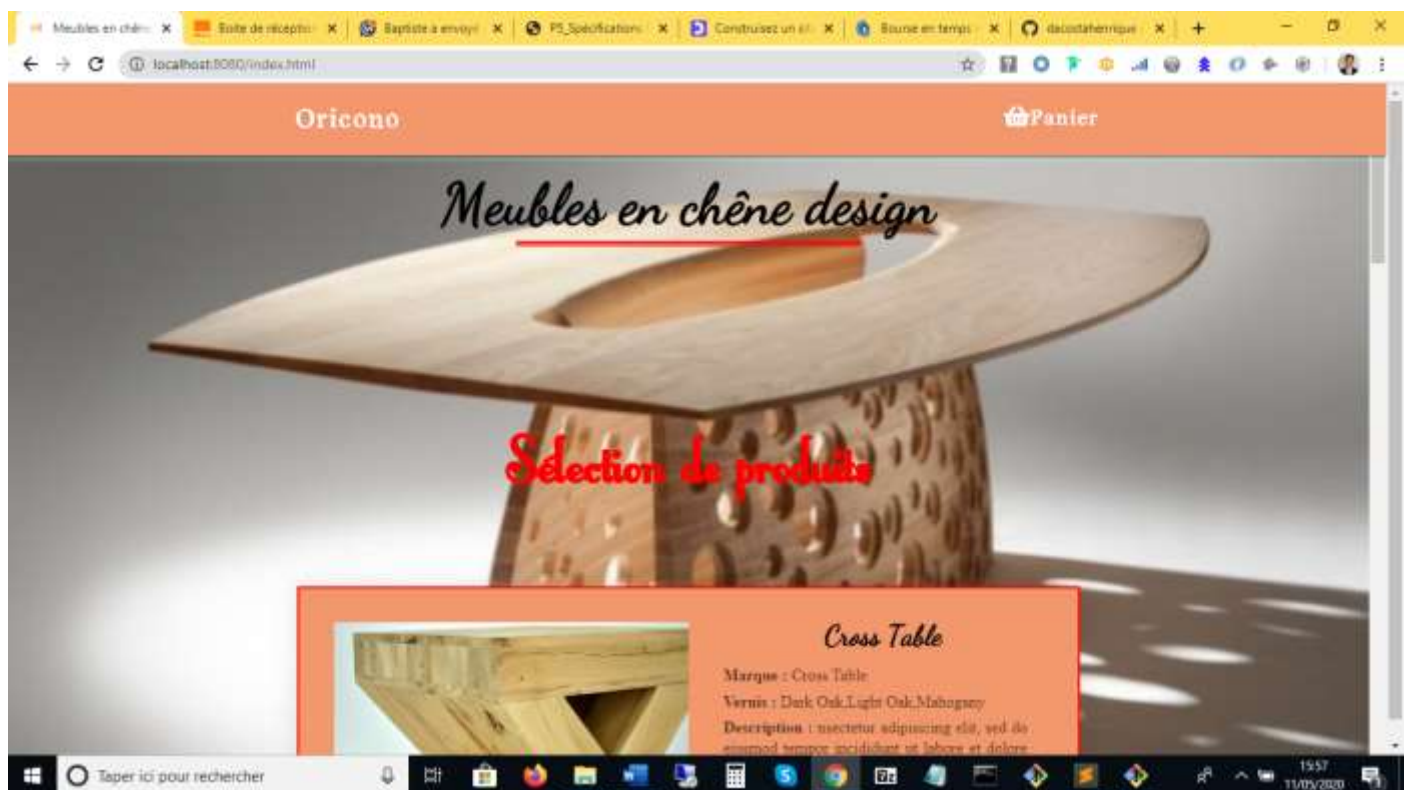 Meubles en chên
Boite de réceptio
Baptiste a envoyé
P5_Spécifications
Construisez un si
Bourse en temps
dacostahenrique
localhost:8080/index.html
Oricono
Panier
Meubles en chêne design
Sélection de produits
Cross Table
Marque : Cross Table
Vernis : Dark Oak,Light Oak,Mahogany
Description : nsectetur adipiscing elit, sed do
eiusmod tempor incididunt ut labore et dolore
Taper ici pour rechercher
15:57
11/05/2020